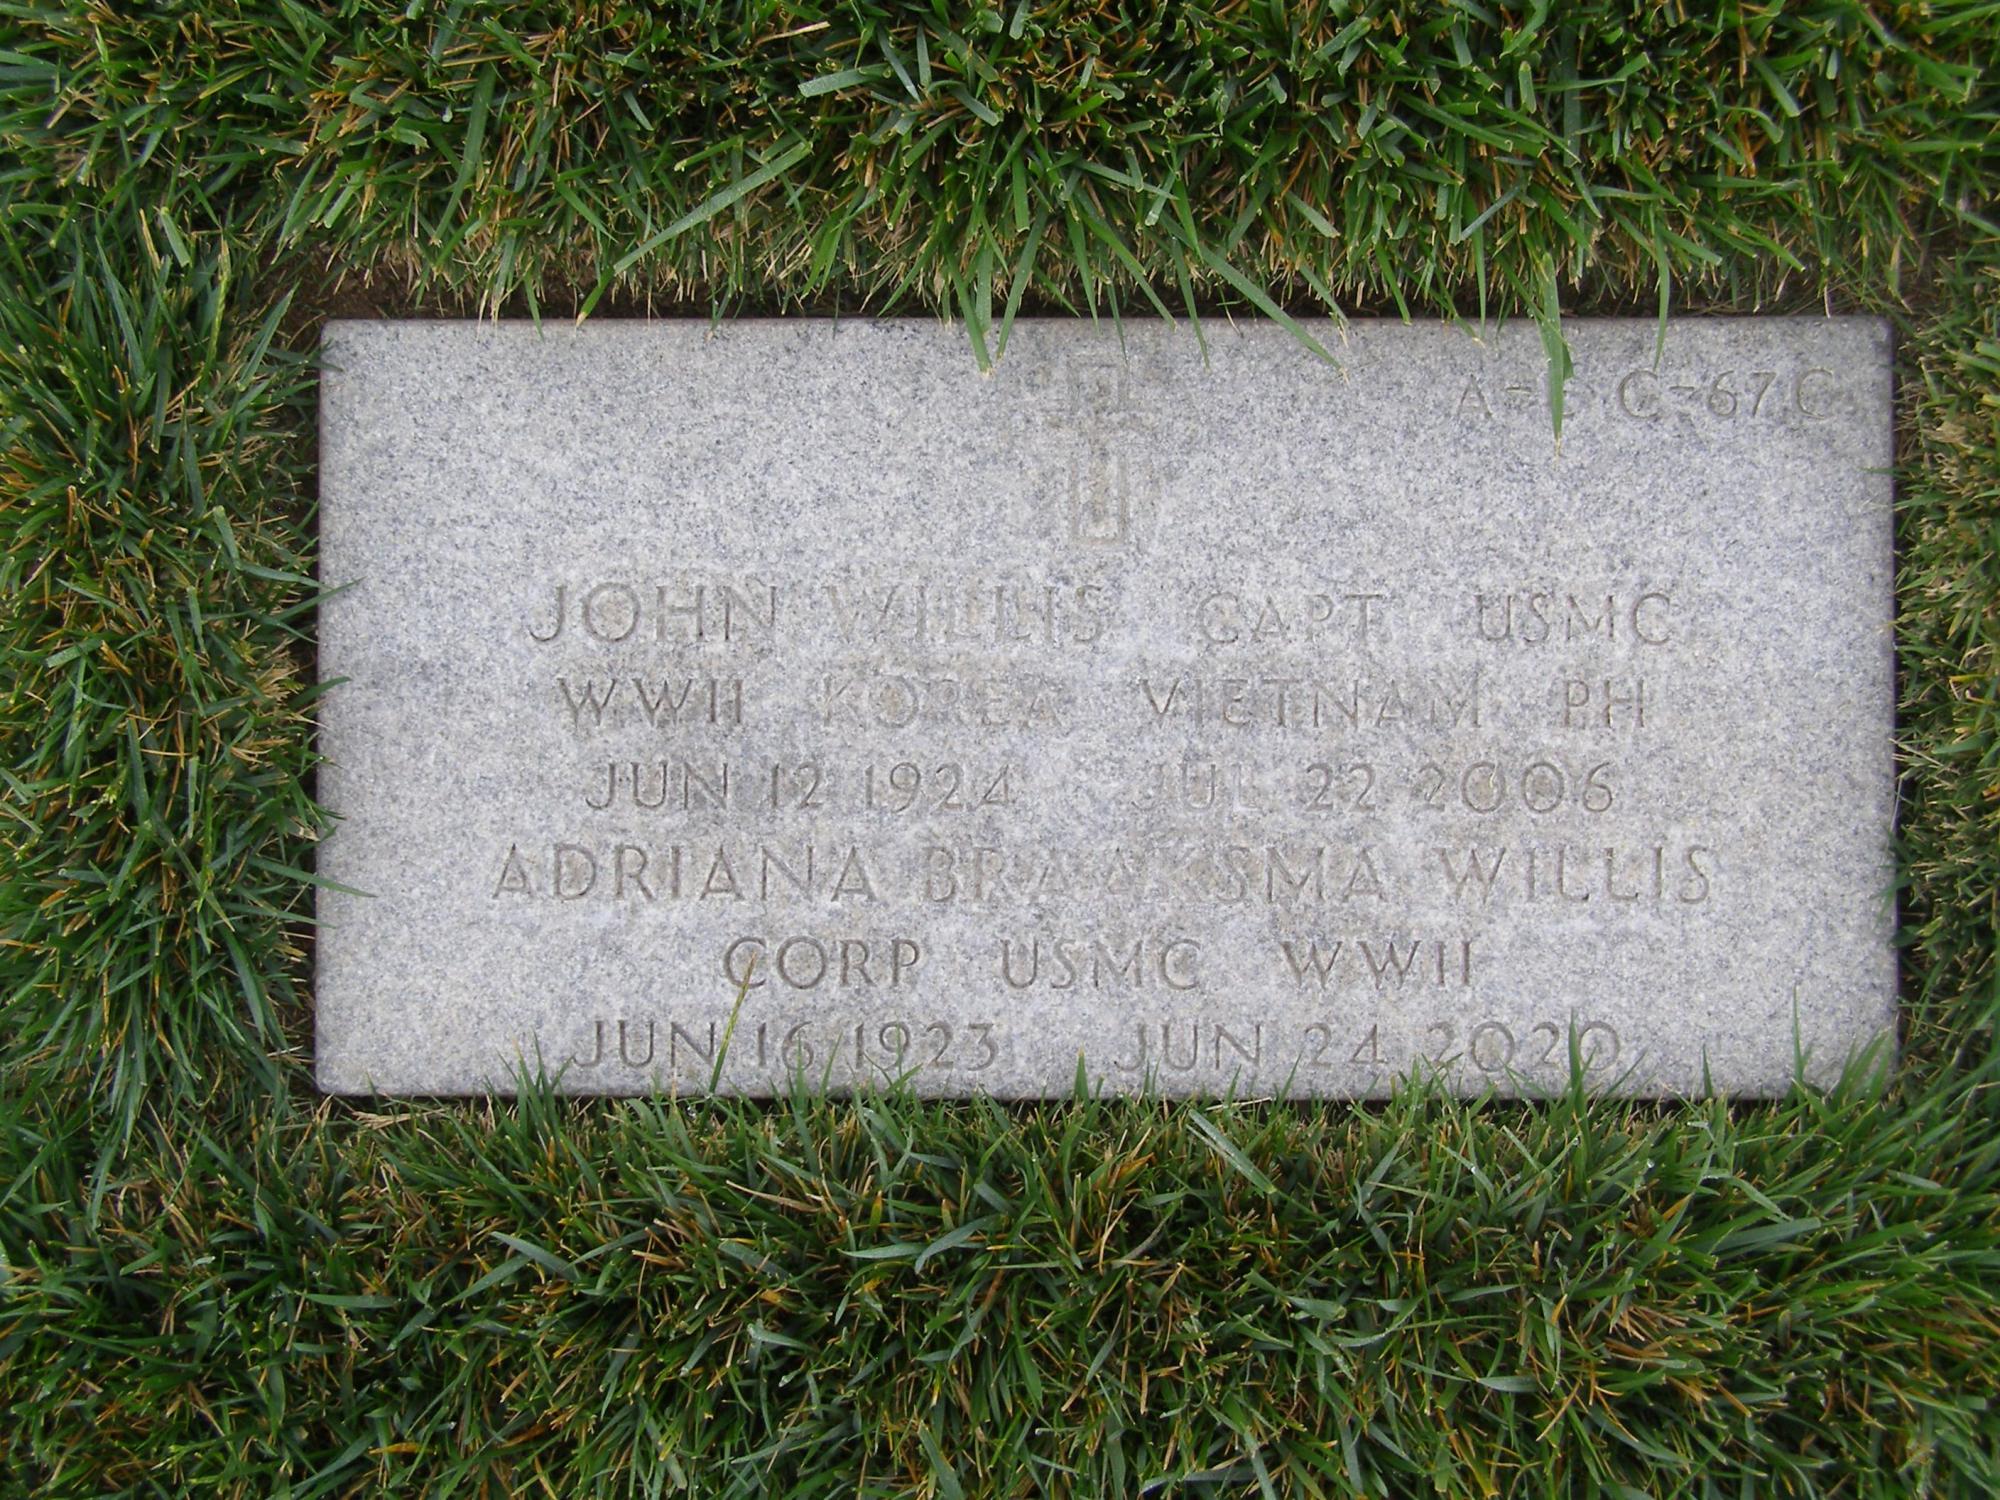 C-67 C
JOHN WILLIS CAPT USMC
WWII KOREA VIETNAM PH
JUN 12 1924 JUL 22 2006
ADRIANA BRAAKSMA WILLIS
CORP USMC WWII
JUN 16 1923 JUN 24 2020